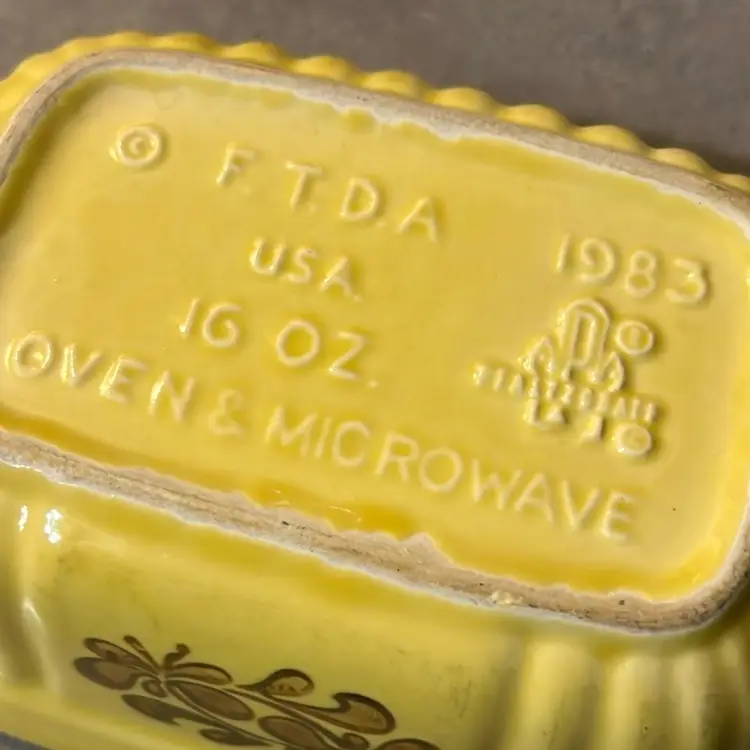 © F. T.D.A
USA.
16 OZ.
OVEN & MICROWAVE
1983
©
©